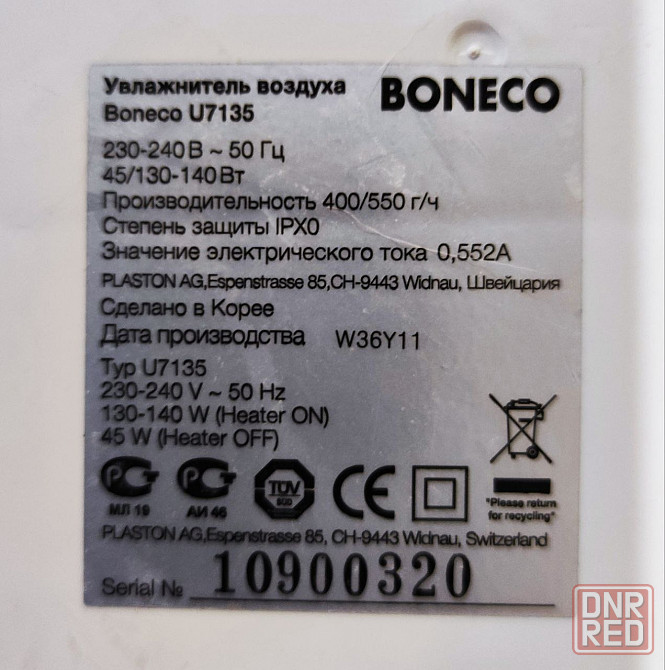 Увлажнитель воздуха
Boneco U7135
BONECO
230-240 В ~ 50 Гц
45/130-140 Вт
Производительность 400/550 г/ч
Степень защиты IPX0
Значение электрического тока 0,552А
PLASTON AG,Espenstrasse 85,CH-9443 Widnau, Швейцария
Сделано в Корее
Дата производства W36Y11
Typ U7135
230-240 V ~ 50 Hz
130-140 W (Heater ON)
45 W (Heater OFF)
МЛ 19
АИ 46
TÜV
SÜD
CE
"Please return
for recycling"
PLASTON AG,Espenstrasse 85, CH-9443 Widnau, Switzerland
Serial № 10900320
DNR
RED